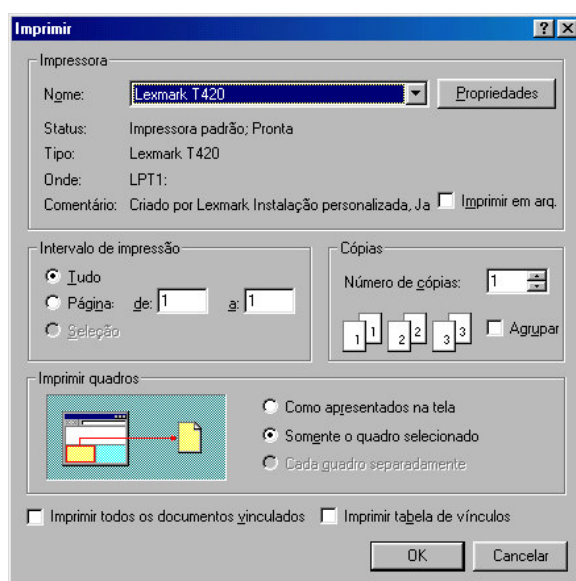 Imprimir
Impressora
Nome: Lexmark T420 Propriedades
Status: Impressora padrão; Pronta
Tipo: Lexmark T420
Onde: LPT1:
Comentário: Criado por Lexmark Instalação personalizada, Ja Imprimir em arq.
Intervalo de impressão
Tudo
Página: de: 1 a: 1
Seleção
Cópias
Número de cópias: 1
1 1 2 2 3 3 Agrupar
Imprimir quadros
Como apresentados na tela
Somente o quadro selecionado
Cada quadro separadamente
Imprimir todos os documentos vinculados Imprimir tabela de vínculos
OK Cancelar